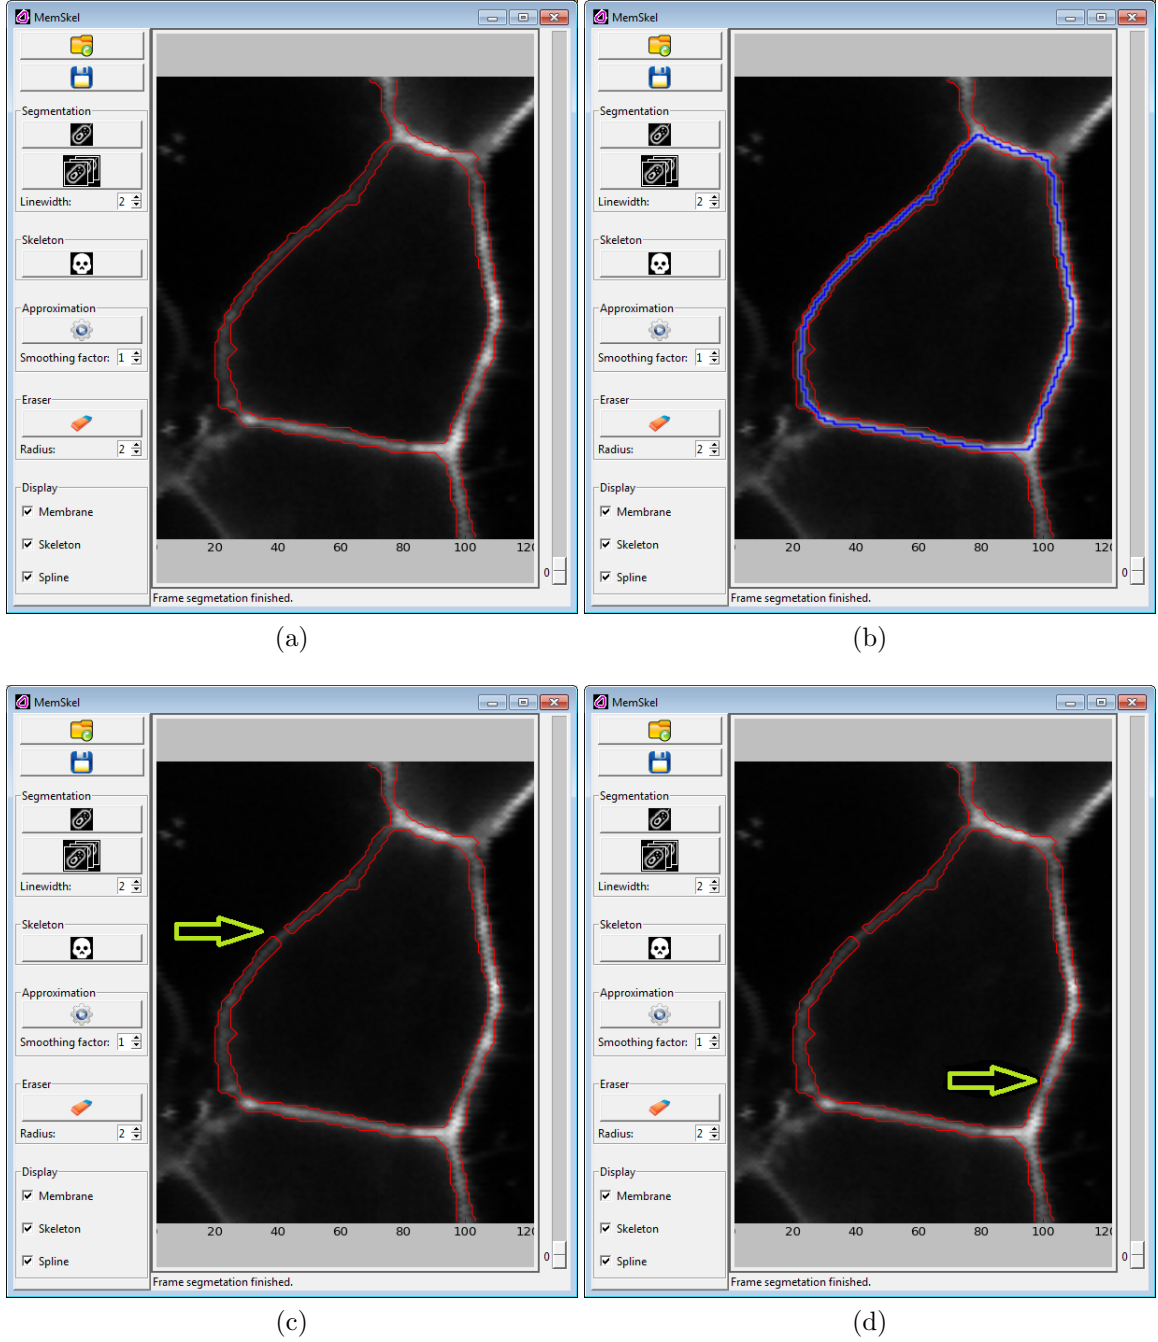 MemSkel
Segmentation
Linewidth: 2
Skeleton
Approximation
Smoothing factor: 1
Eraser
Radius: 2
Display
Membrane
Skeleton
Spline
20 40 60 80 100 120
0
Frame segmetation finished.
(a)
MemSkel
Segmentation
Linewidth: 2
Skeleton
Approximation
Smoothing factor: 1
Eraser
Radius: 2
Display
Membrane
Skeleton
Spline
20 40 60 80 100 120
0
Frame segmetation finished.
(b)
MemSkel
Segmentation
Linewidth: 2
Skeleton
Approximation
Smoothing factor: 1
Eraser
Radius: 2
Display
Membrane
Skeleton
Spline
20 40 60 80 100 120
0
Frame segmetation finished.
(c)
MemSkel
Segmentation
Linewidth: 2
Skeleton
Approximation
Smoothing factor: 1
Eraser
Radius: 2
Display
Membrane
Skeleton
Spline
20 40 60 80 100 120
0
Frame segmetation finished.
(d)